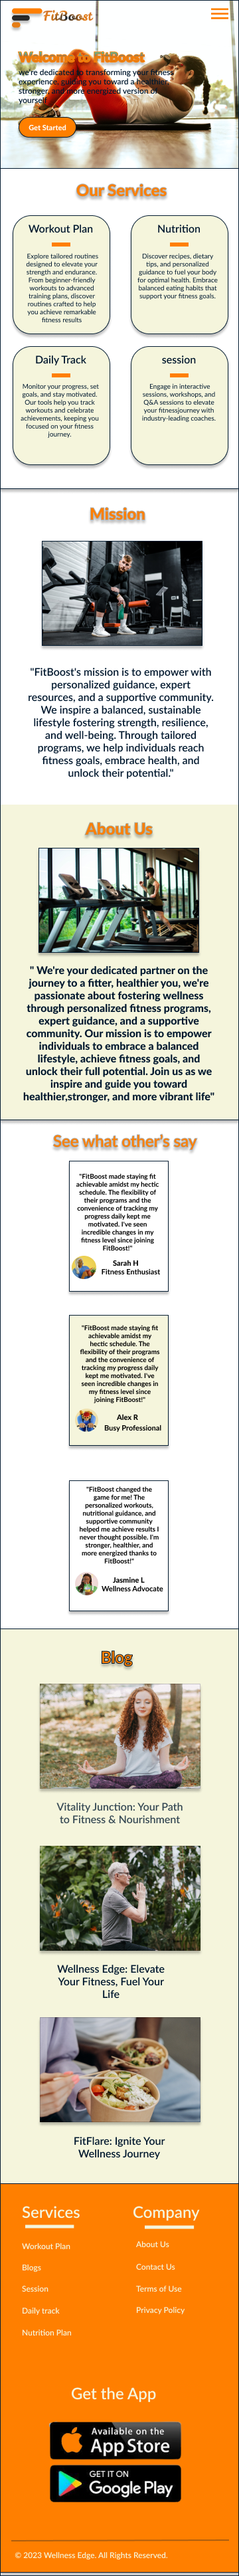 FitBoost
Welcome to FitBoost
we're dedicated to transforming your fitness
experience, guiding you toward a healthier,
stronger, and more energized version of
yourself
Get Started
Our Services
Workout Plan
Explore tailored routines
designed to elevate your
strength and endurance.
From beginner-friendly
workouts to advanced
training plans, discover
routines crafted to help
you achieve remarkable
fitness results
Nutrition
Discover recipes, dietary
tips, and personalized
guidance to fuel your body
for optimal health. Embrace
balanced eating habits that
support your fitness goals.
Daily Track
Monitor your progress, set
goals, and stay motivated.
Our tools help you track
workouts and celebrate
achievements, keeping you
focused on your fitness
journey.
session
Engage in interactive
sessions, workshops, and
Q&A sessions to elevate
your fitnessjourney with
industry-leading coaches.
Mission
"FitBoost's mission is to empower with
personalized guidance, expert
resources, and a supportive community.
We inspire a balanced, sustainable
lifestyle fostering strength, resilience,
and well-being. Through tailored
programs, we help individuals reach
fitness goals, embrace health, and
unlock their potential."
About Us
" We're your dedicated partner on the
journey to a fitter, healthier you, we're
passionate about fostering wellness
through personalized fitness programs,
expert guidance, and a supportive
community. Our mission is to empower
individuals to embrace a balanced
lifestyle, achieve fitness goals, and
unlock their full potential. Join us as we
inspire and guide you toward
healthier,stronger, and more vibrant life"
See what other's say
"FitBoost made staying fit
achievable amidst my hectic
schedule. The flexibility of
their programs and the
convenience of tracking my
progress daily kept me
motivated. I've seen
incredible changes in my
fitness level since joining
FitBoost!"
Sarah H
Fitness Enthusiast
"FitBoost made staying fit
achievable amidst my
hectic schedule. The
flexibility of their programs
and the convenience of
tracking my progress daily
kept me motivated. I've
seen incredible changes in
my fitness level since
joining FitBoost!"
Alex R
Busy Professional
"FitBoost changed the
game for me! The
personalized workouts,
nutritional guidance, and
supportive community
helped me achieve results I
never thought possible. I'm
stronger, healthier, and
more energized thanks to
FitBoost!"
Jasmine L
Wellness Advocate
Blog
Vitality Junction: Your Path
to Fitness & Nourishment
Wellness Edge: Elevate
Your Fitness, Fuel Your
Life
FitFlare: Ignite Your
Wellness Journey
Services
Workout Plan
Blogs
Session
Daily track
Nutrition Plan
Company
About Us
Contact Us
Terms of Use
Privacy Policy
Get the App
Available on the
App Store
GET IT ON
Google Play
© 2023 Wellness Edge. All Rights Reserved.